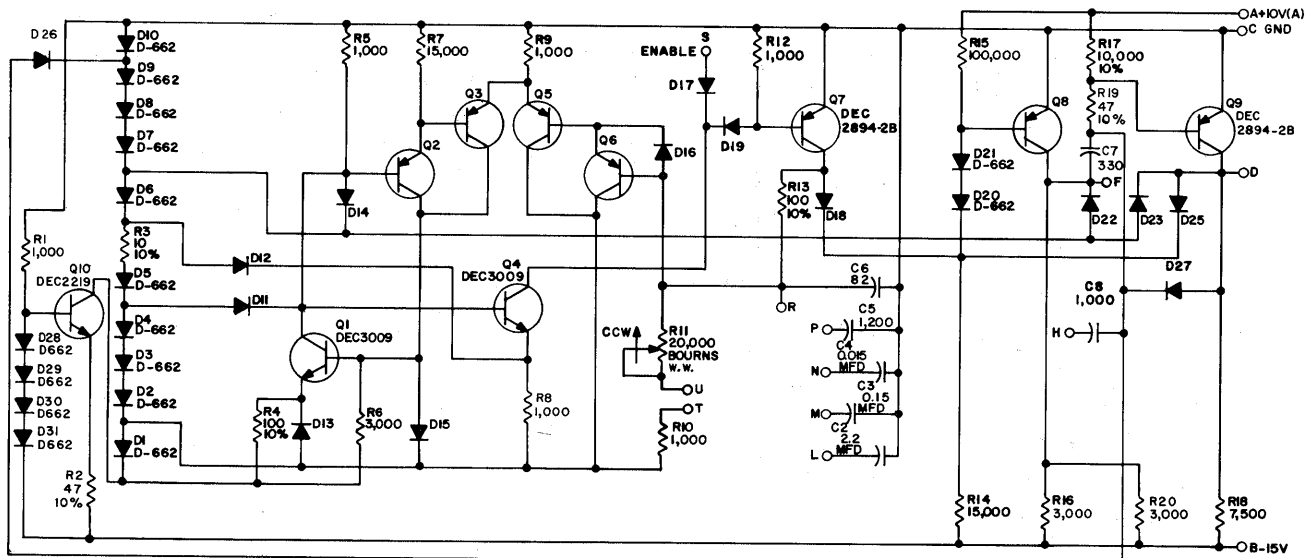 D26
D10
D-662
D9
D-662
D8
D-662
D7
D-662
D6
D-662
R3
10
10%
D5
D-662
D4
D-662
D3
D-662
D2
D-662
D1
D-662
R1
1,000
Q10
DEC2219
D28
D662
D29
D662
D30
D662
D31
D662
R2
47
10%
R5
1,000
R7
15,000
R9
1,000
Q3
Q5
Q2
Q6
D14
D12
D11
D16
Q4
DEC3009
Q1
DEC3009
R4
100
10%
D13
R6
3,000
D15
R8
1,000
S
ENABLE
D17
D19
R12
1,000
Q7
DEC
2894-2B
R13
100
10%
D18
CCW
R11
20,000
BOURNS
W.W.
U
T
R10
1,000
R
C6
82
C5
1,200
P
C4
0.015
MFD
N
C3
0.15
MFD
M
C2
2.2
MFD
L
R15
100,000
D21
D-662
D20
D-662
Q8
R17
10,000
10%
R19
47
10%
C7
330
F
D22
D23
D25
D27
C8
1,000
H
Q9
DEC
2894-2B
A+10V(A)
C GND
D
R14
15,000
R16
3,000
R20
3,000
R18
7,500
B-15V